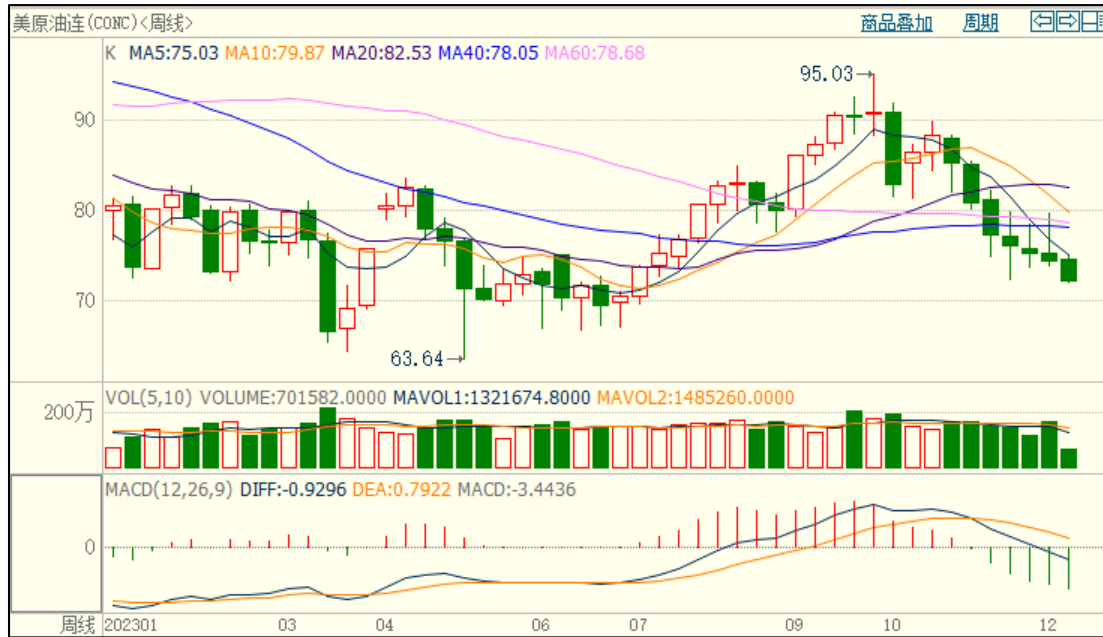 美原油连(CONC)<周线> 商品叠加 周期
K MA5:75.03 MA10:79.87 MA20:82.53 MA40:78.05 MA60:78.68
95.03
90
80
70
63.64
VOL(5,10) VOLUME:701582.0000 MAVOL1:1321674.8000 MAVOL2:1485260.0000
200万
MACD(12,26,9) DIFF:-0.9296 DEA:0.7922 MACD:-3.4436
0
周线 202301 03 04 06 07 09 10 12